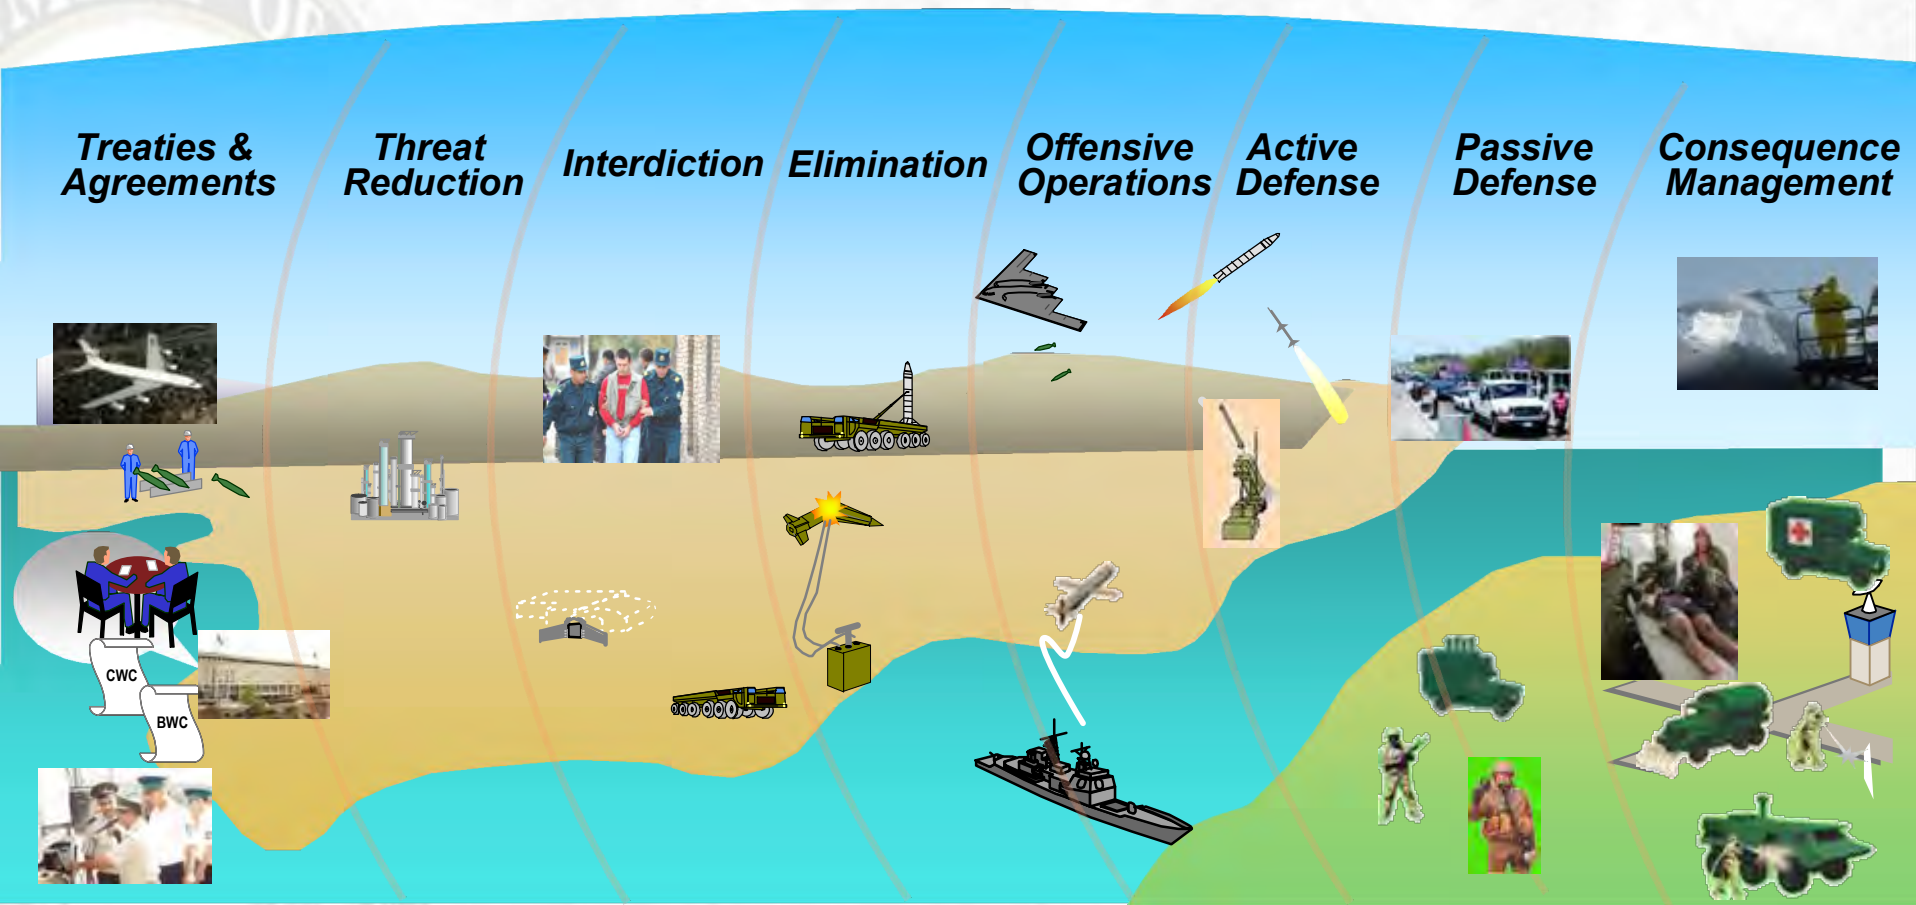 Treaties &
Agreements
Threat
Reduction
Interdiction
Elimination
Offensive
Operations
Active
Defense
Passive
Defense
Consequence
Management
CWC
BWC